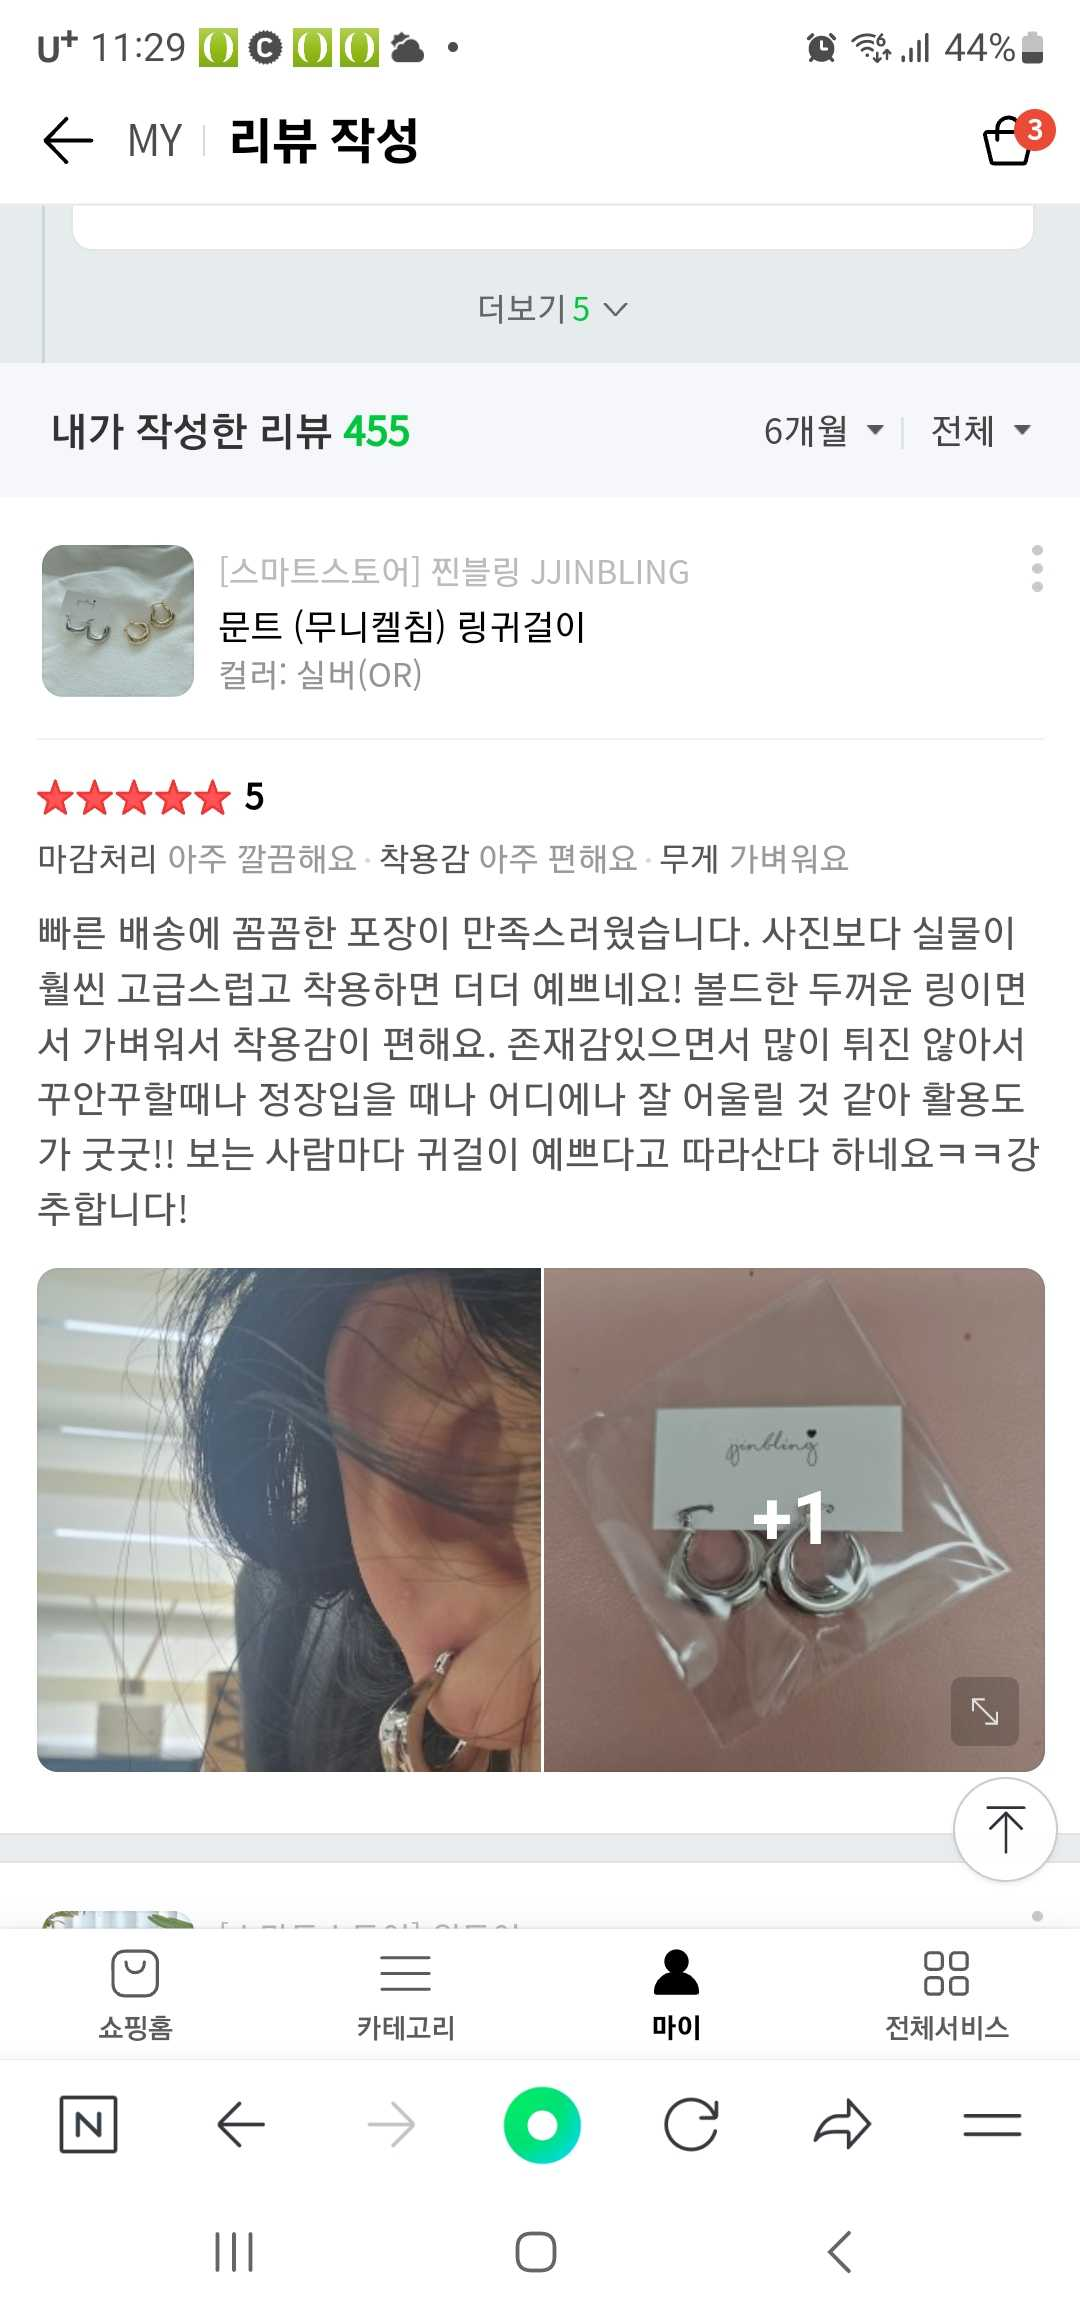 U+ 11:29 44%
MY 리뷰 작성 3
더보기 5
내가 작성한 리뷰 455 6개월 전체
[스마트스토어] 찐블링 JJINBLING
문트 (무니켈침) 링귀걸이
컬러: 실버(OR)
5
마감처리 아주 깔끔해요 · 착용감 아주 편해요 · 무게 가벼워요
빠른 배송에 꼼꼼한 포장이 만족스러웠습니다. 사진보다 실물이
훨씬 고급스럽고 착용하면 더더 예쁘네요! 볼드한 두꺼운 링이면
서 가벼워서 착용감이 편해요. 존재감있으면서 많이 튀진 않아서
꾸안꾸할때나 정장입을 때나 어디에나 잘 어울릴 것 같아 활용도
가 굿굿!! 보는 사람마다 귀걸이 예쁘다고 따라산다 하네요ㅋㅋ강
추합니다!
jjinbling
+1
쇼핑홈 카테고리 마이 전체서비스
N